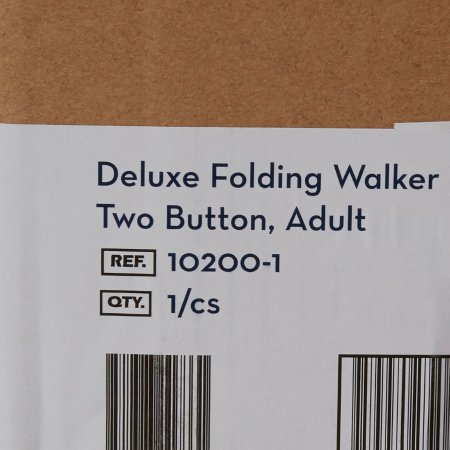 Deluxe Folding Walker
Two Button, Adult
REF. 10200-1
QTY. 1/cs